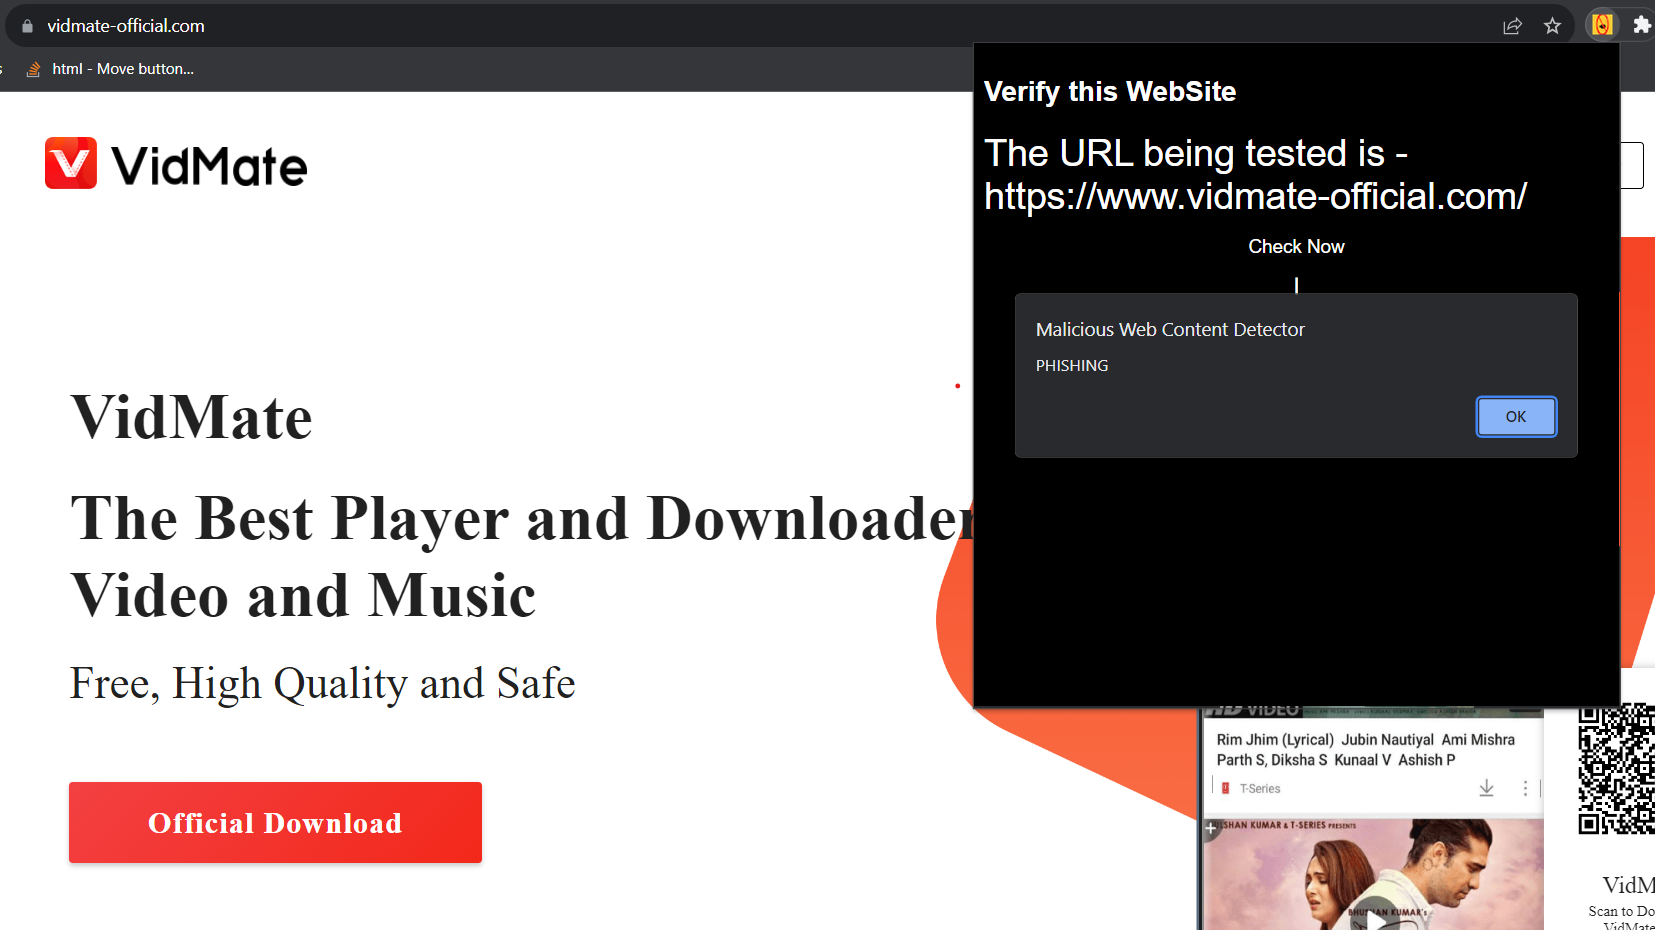 vidmate-official.com
html - Move button...
Verify this WebSite
The URL being tested is -
https://www.vidmate-official.com/
Check Now
Malicious Web Content Detector
PHISHING
OK
VidMate
VidMate
The Best Player and Downloader
Video and Music
Free, High Quality and Safe
Official Download
HD VIDEO
Rim Jhim (Lyrical) Jubin Nautiyal Ami Mishra
Parth S, Diksha S Kunaal V Ashish P
T-Series
KUMAR & T-SERIES PRESENTS
BHUSHAN KUMAR's
VidM
Scan to Do
VidMate